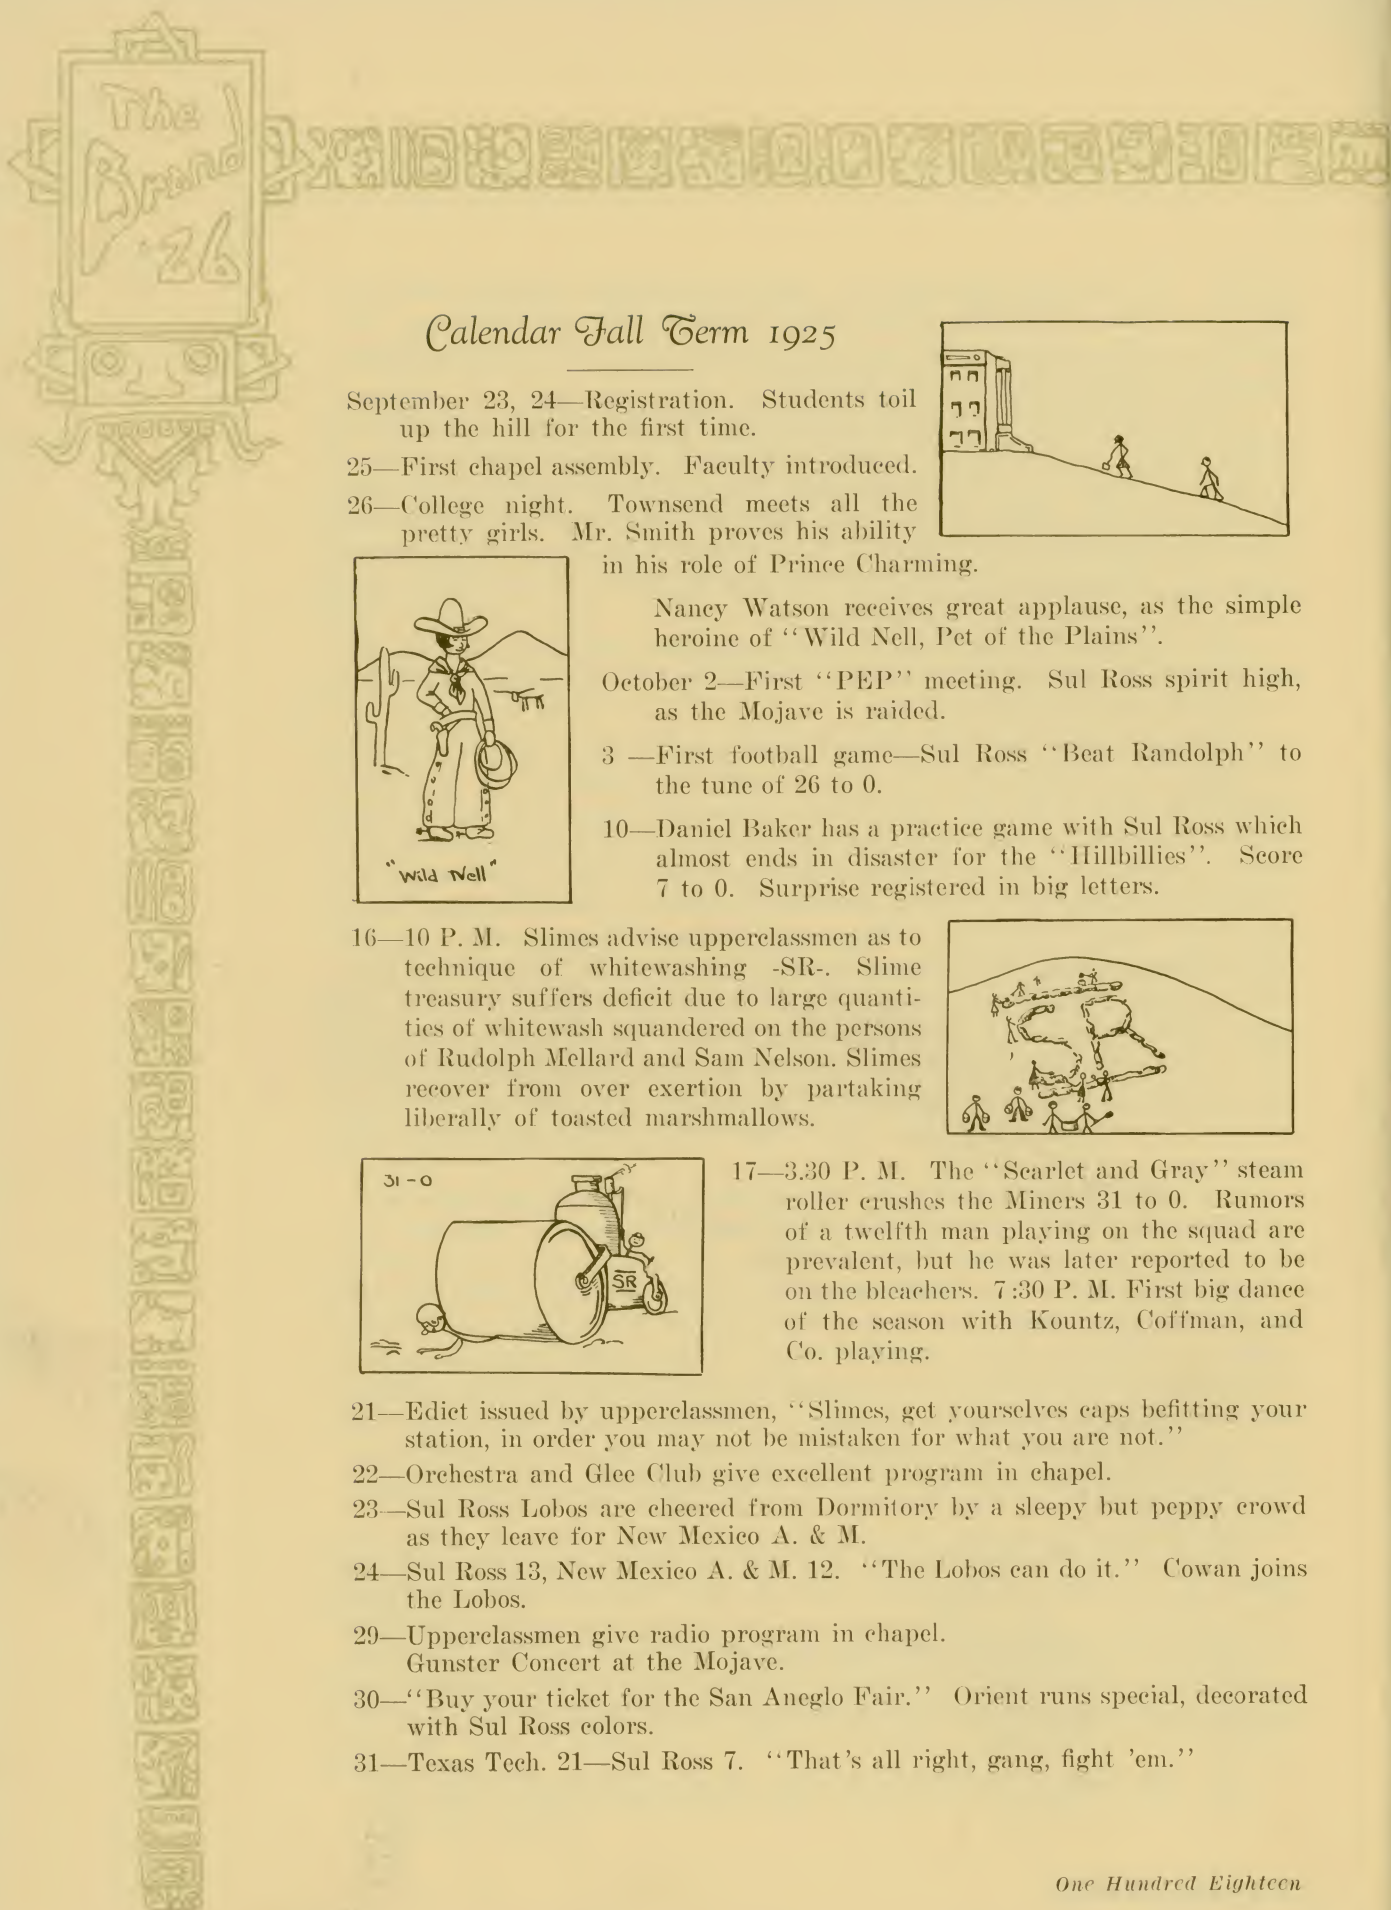 The
Brand
'26
Calendar Fall Term 1925
September 23, 24—Registration. Students toil
up the hill for the first time.
25—First chapel assembly. Faculty introduced.
26—College night. Townsend meets all the
pretty girls. Mr. Smith proves his ability
in his role of Prince Charming.
Nancy Watson receives great applause, as the simple
heroine of "Wild Nell, Pet of the Plains".
October 2—First "PEP" meeting. Sul Ross spirit high,
as the Mojave is raided.
3 —First football game—Sul Ross "Beat Randolph" to
the tune of 26 to 0.
10—Daniel Baker has a practice game with Sul Ross which
almost ends in disaster for the "Hillbillies". Score
7 to 0. Surprise registered in big letters.
"Wild Nell"
16—10 P. M. Slimes advise upperclassmen as to
technique of whitewashing -SR-. Slime
treasury suffers deficit due to large quanti-
ties of whitewash squandered on the persons
of Rudolph Mellard and Sam Nelson. Slimes
recover from over exertion by partaking
liberally of toasted marshmallows.
SR
31-0
SR
17—3.30 P. M. The "Scarlet and Gray" steam
roller crushes the Miners 31 to 0. Rumors
of a twelfth man playing on the squad are
prevalent, but he was later reported to be
on the bleachers. 7:30 P. M. First big dance
of the season with Kountz, Coffman, and
Co. playing.
21—Edict issued by upperclassmen, "Slimes, get yourselves caps befitting your
station, in order you may not be mistaken for what you are not."
22—Orchestra and Glee Club give excellent program in chapel.
23—Sul Ross Lobos are cheered from Dormitory by a sleepy but peppy crowd
as they leave for New Mexico A. & M.
24—Sul Ross 13, New Mexico A. & M. 12. "The Lobos can do it." Cowan joins
the Lobos.
29—Upperclassmen give radio program in chapel.
Gunster Concert at the Mojave.
30—"Buy your ticket for the San Aneglo Fair." Orient runs special, decorated
with Sul Ross colors.
31—Texas Tech. 21—Sul Ross 7. "That's all right, gang, fight 'em."
One Hundred Eighteen